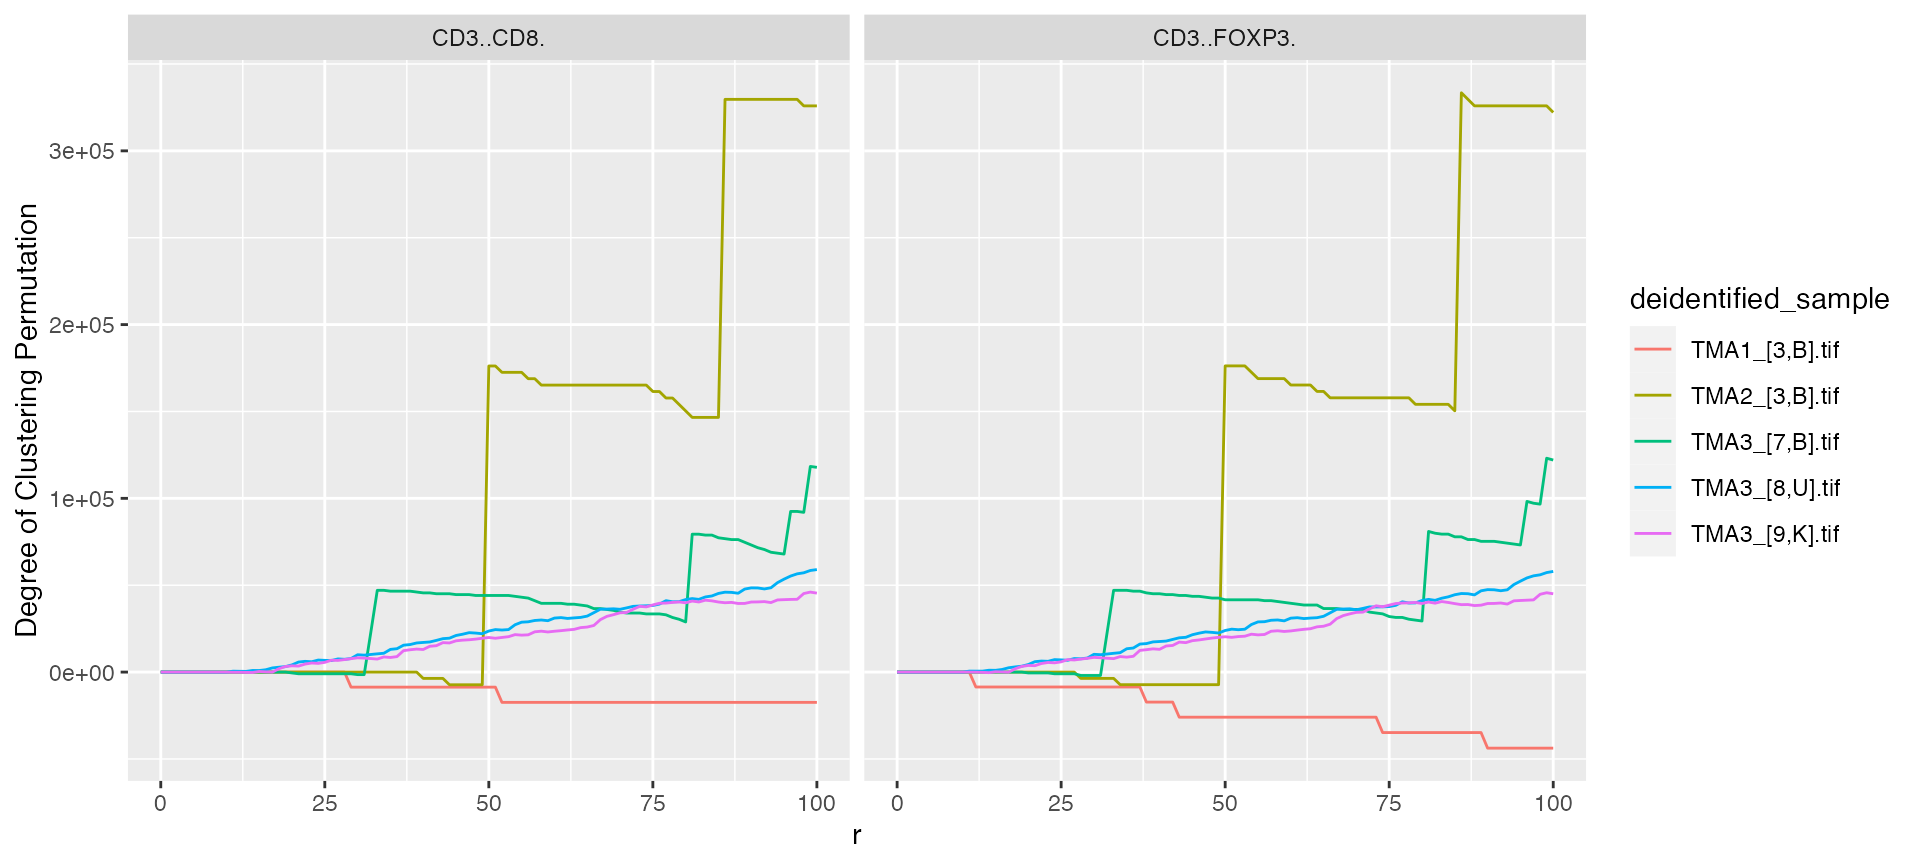 CD3..CD8.
CD3..FOXP3.
Degree of Clustering Permutation
3e+05
2e+05
1e+05
0e+00
0 25 50 75 100
0 25 50 75 100
r
deidentified_sample
TMA1_[3,B].tif
TMA2_[3,B].tif
TMA3_[7,B].tif
TMA3_[8,U].tif
TMA3_[9,K].tif